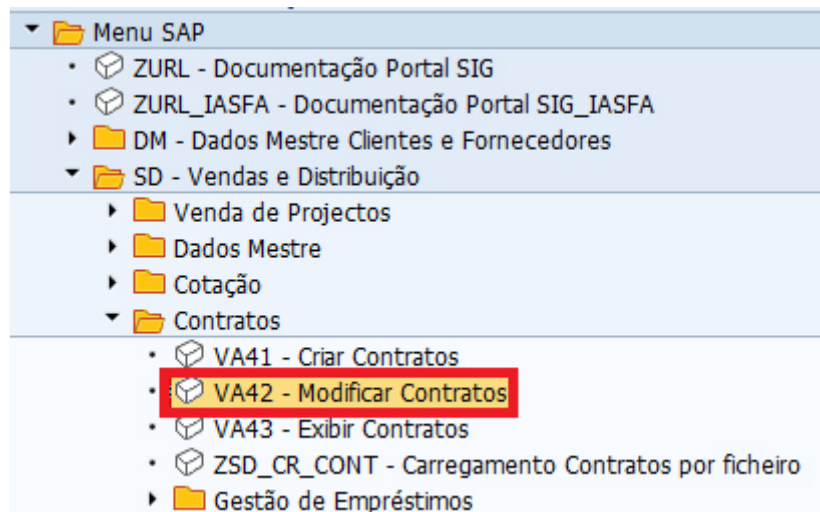 Menu SAP
ZURL - Documentação Portal SIG
ZURL_IASFA - Documentação Portal SIG_IASFA
DM - Dados Mestre Clientes e Fornecedores
SD - Vendas e Distribuição
Venda de Projectos
Dados Mestre
Cotação
Contratos
VA41 - Criar Contratos
VA42 - Modificar Contratos
VA43 - Exibir Contratos
ZSD_CR_CONT - Carregamento Contratos por ficheiro
Gestão de Empréstimos